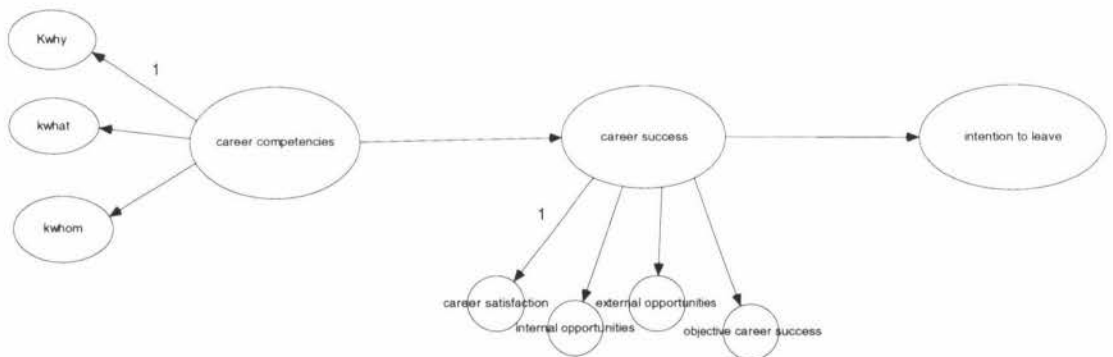 Kwhy
1
kwhat
career competencies
career success
intention to leave
kwhom
1
career satisfaction
external opportunities
internal opportunities
objective career success